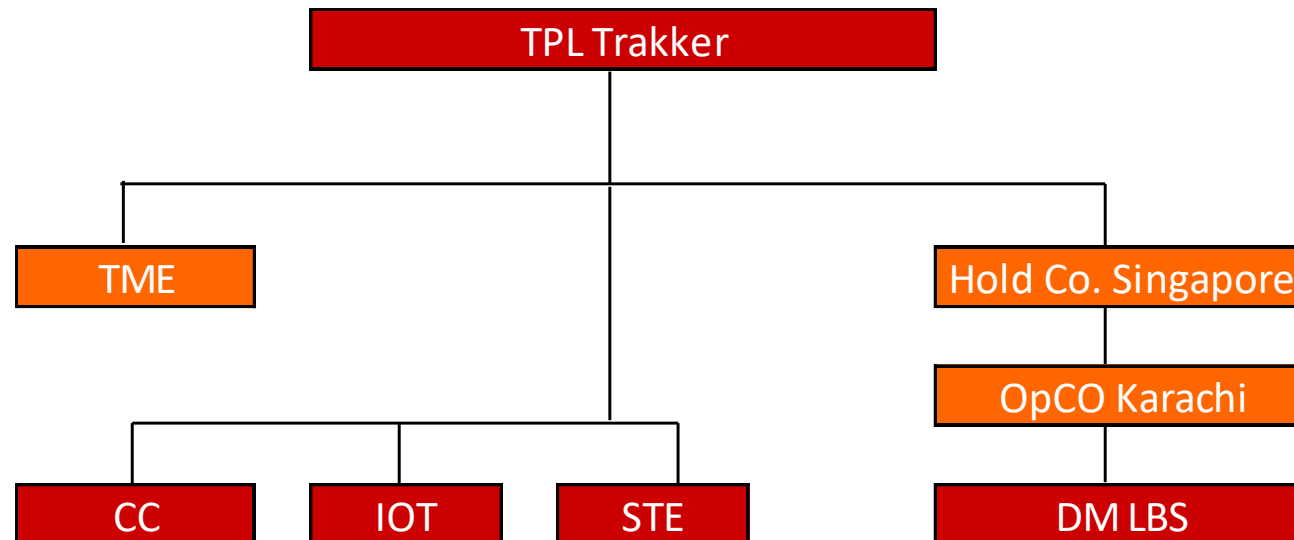 TPL Trakker
TME
Hold Co. Singapore
OpCO Karachi
CC
IOT
STE
DM LBS